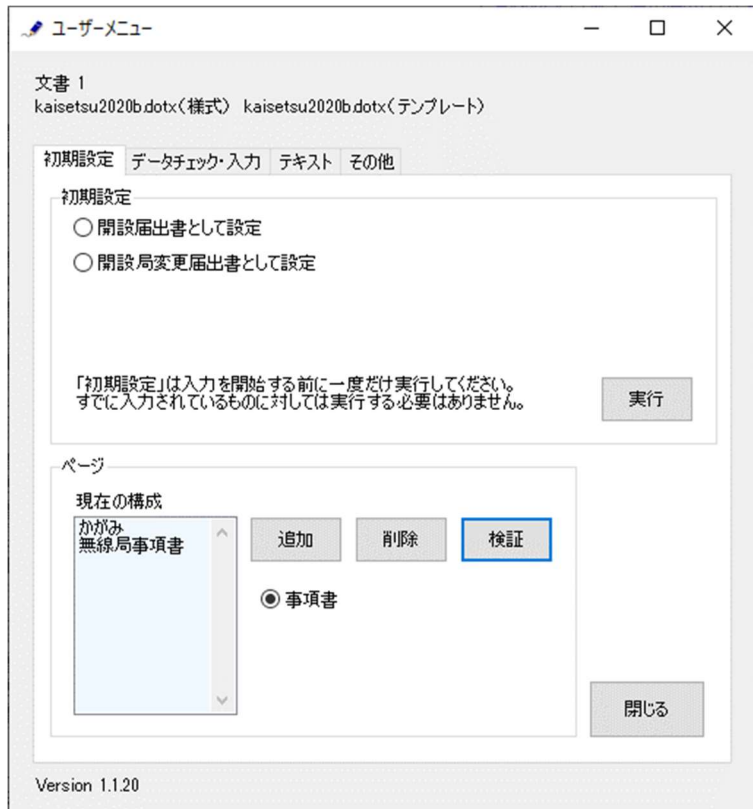 ユーザーメニュー
文書 1
kaisetsu2020b.dotx(様式) kaisetsu2020b.dotx(テンプレート)
初期設定 データチェック・入力 テキスト その他
初期設定
開設届出書として設定
開設局変更届出書として設定
「初期設定」は入力を開始する前に一度だけ実行してください。
すでに入力されているものに対しては実行する必要はありません。
実行
ページ
現在の構成
かがみ
無線局事項書
追加 削除 検証
事項書
閉じる
Version 1.1.20